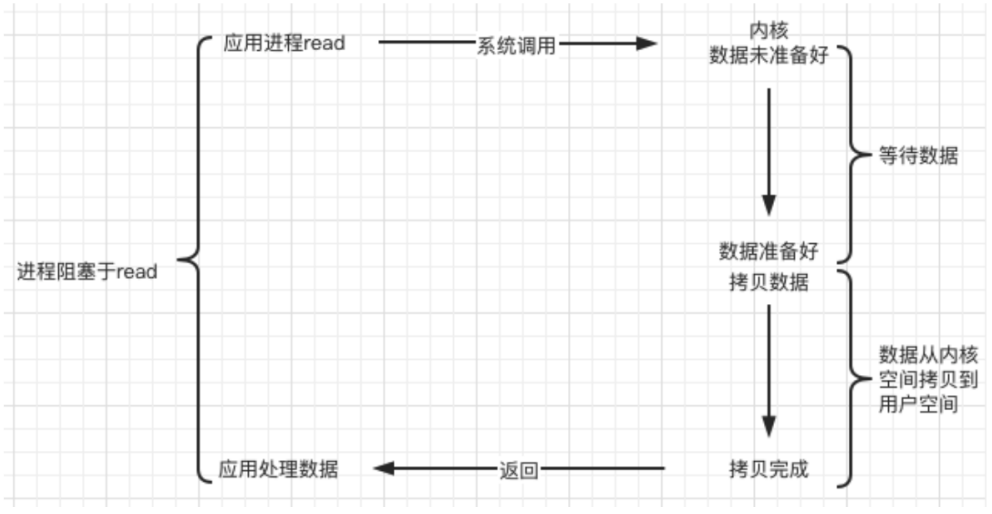 应用进程read
系统调用
内核
数据未准备好
等待数据
进程阻塞于read
数据准备好
拷贝数据
数据从内核
空间拷贝到
用户空间
应用处理数据
返回
拷贝完成